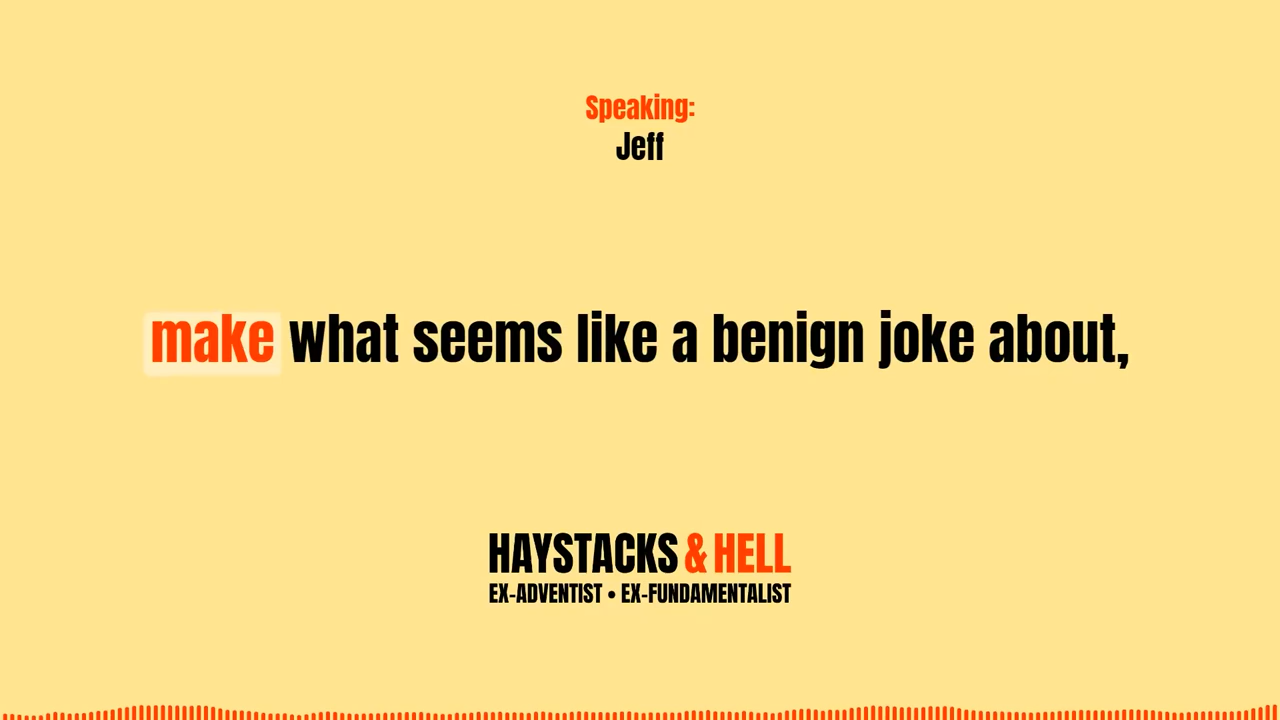 Speaking:
Jeff
make what seems like a benign joke about,
HAYSTACKS & HELL
EX-ADVENTIST • EX-FUNDAMENTALIST